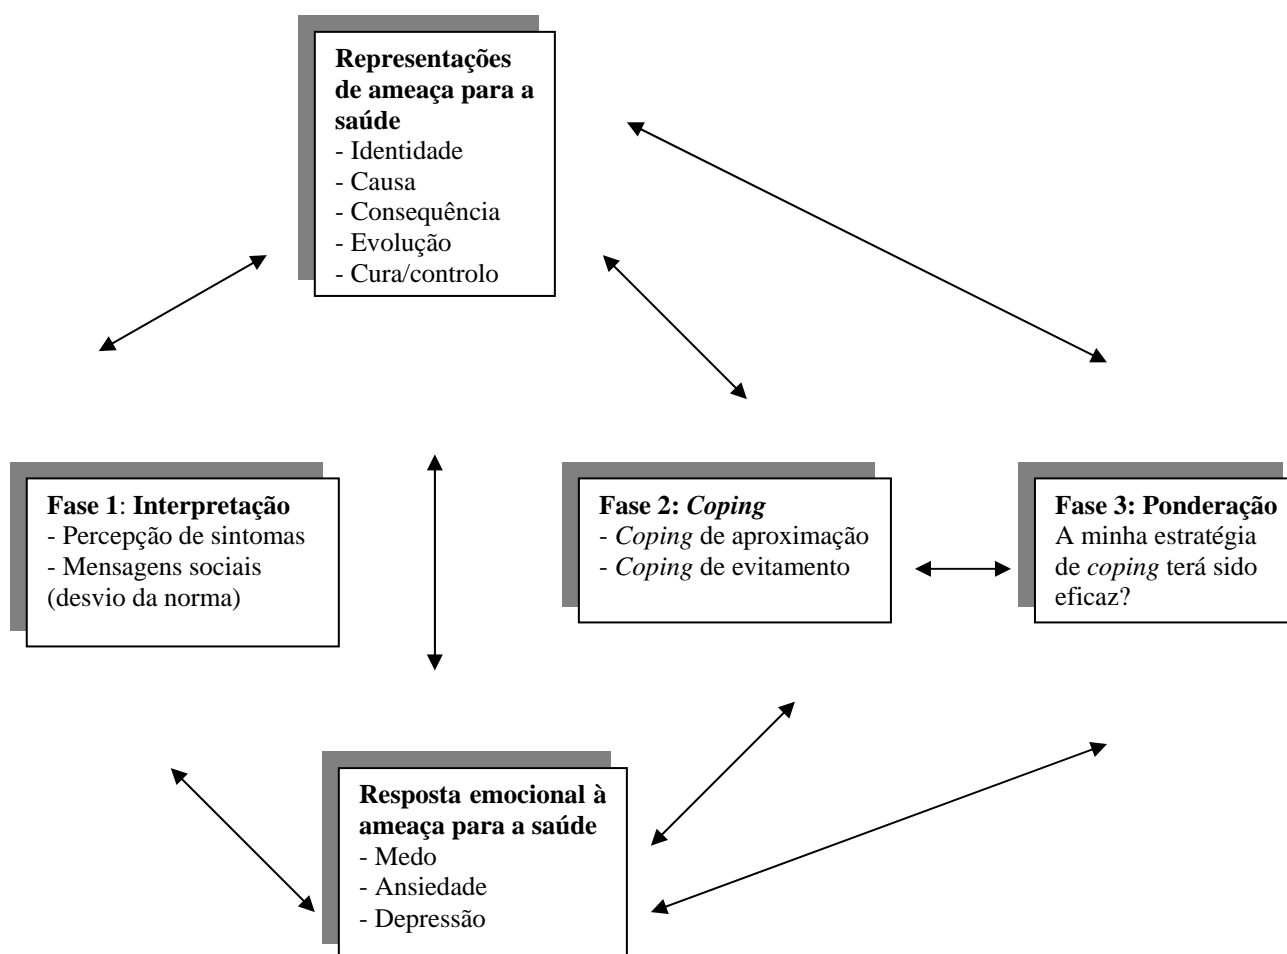 Representações
de ameaça para a
saúde
- Identidade
- Causa
- Consequência
- Evolução
- Cura/controlo
Fase 1: Interpretação
- Percepção de sintomas
- Mensagens sociais
(desvio da norma)
Fase 2: Coping
- Coping de aproximação
- Coping de evitamento
Fase 3: Ponderação
A minha estratégia
de coping terá sido
eficaz?
Resposta emocional à
ameaça para a saúde
- Medo
- Ansiedade
- Depressão